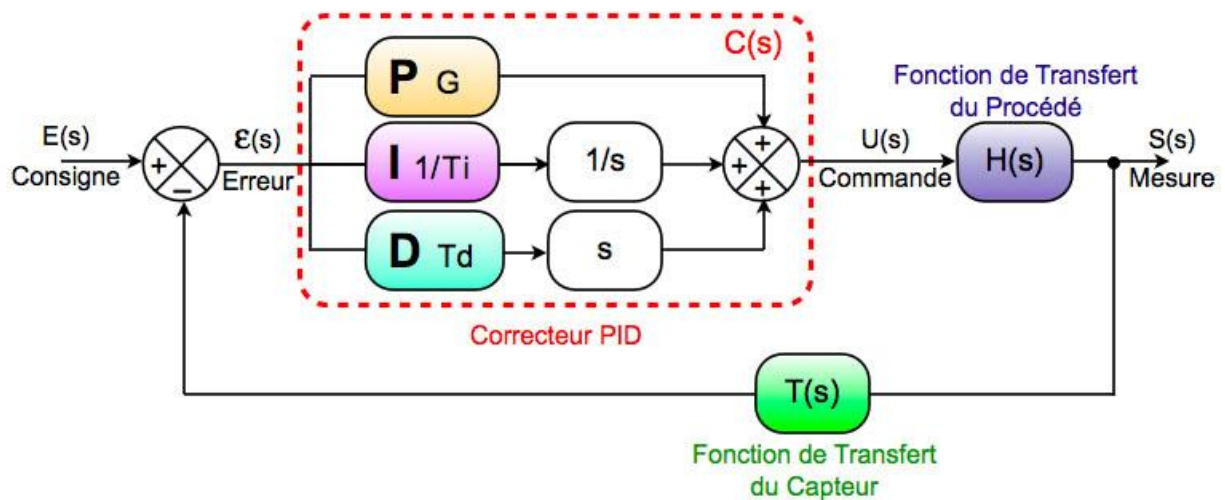 C(s)
P G
Fonction de Transfert
du Procédé
E(s)
Consigne
+
−
ε(s)
Erreur
I 1/Ti
1/s
+
+
+
U(s)
Commande
H(s)
S(s)
Mesure
D Td
s
Correcteur PID
T(s)
Fonction de Transfert
du Capteur